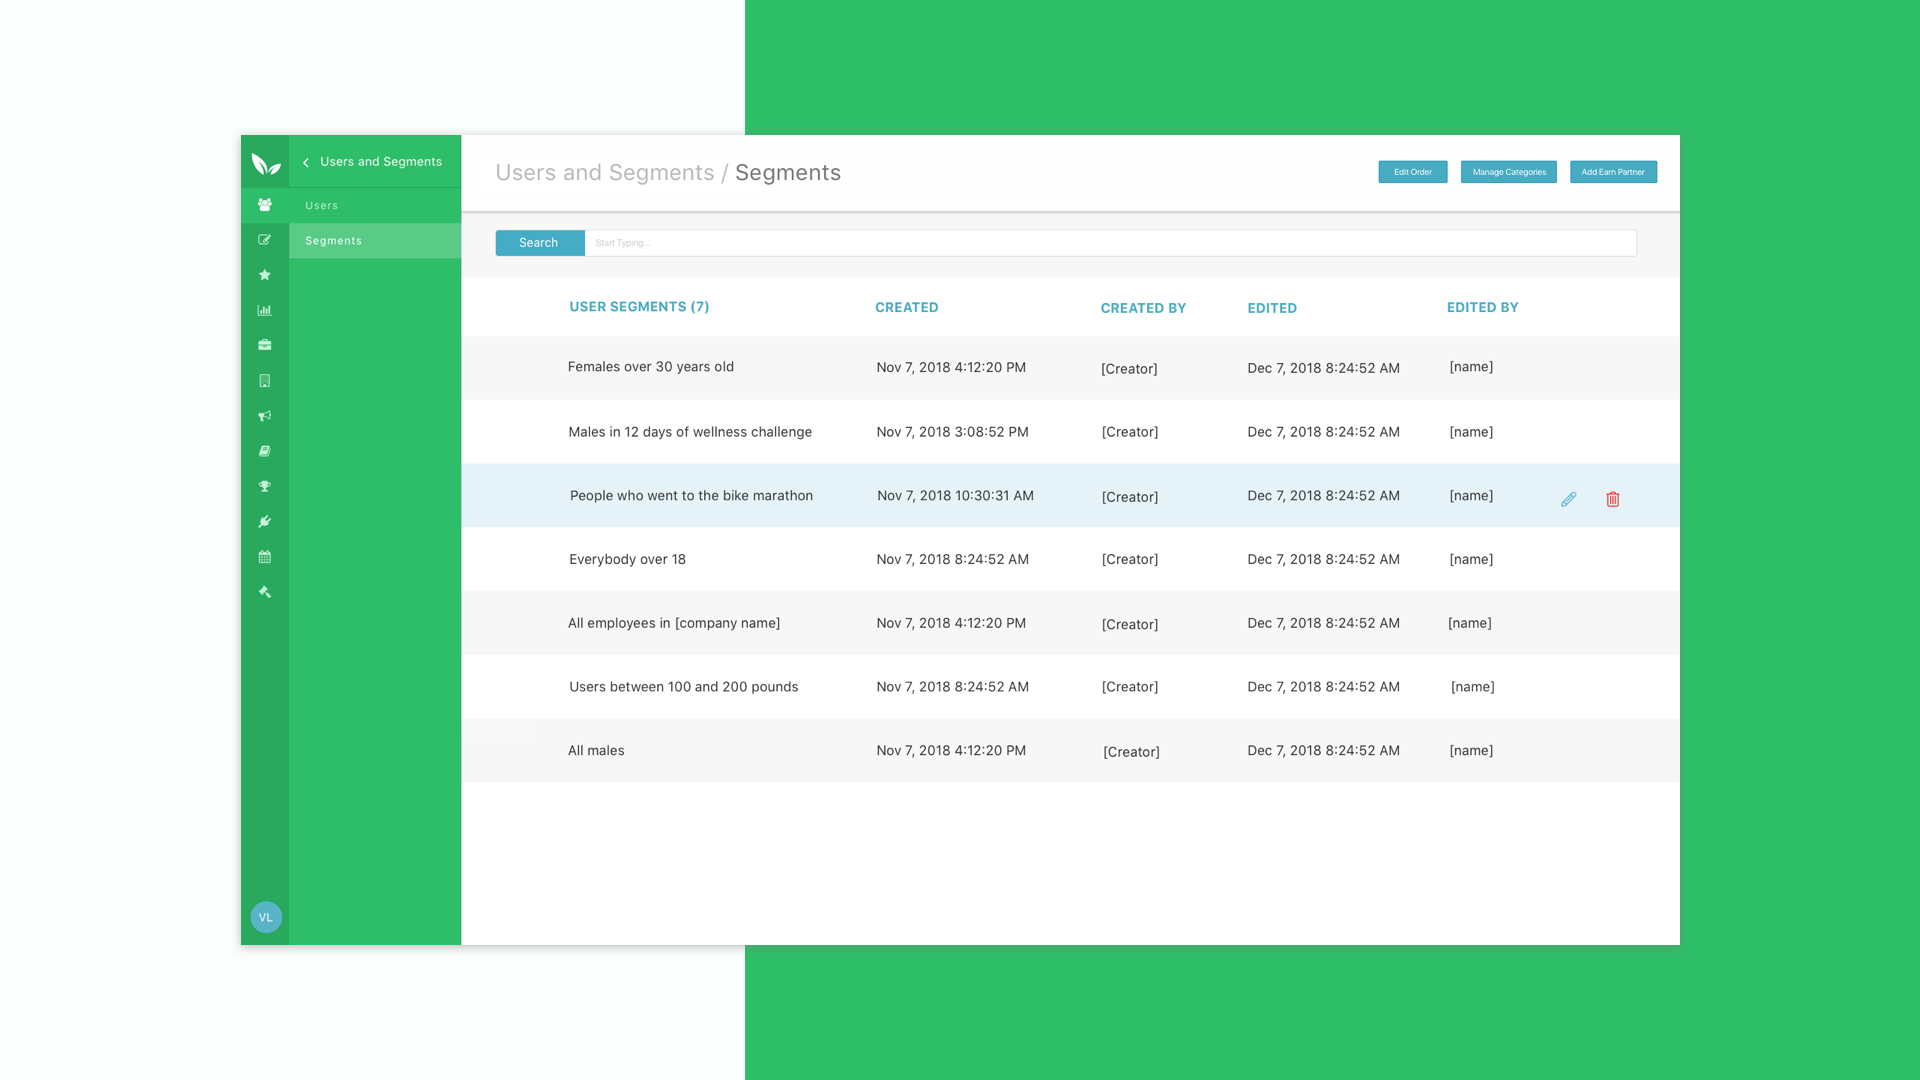 Users and Segments
Users
Segments
VL
Users and Segments / Segments
Edit Order Manage Categories Add Earn Partner
Search Start Typing...
USER SEGMENTS (7) CREATED CREATED BY EDITED EDITED BY
Females over 30 years old Nov 7, 2018 4:12:20 PM [Creator] Dec 7, 2018 8:24:52 AM [name]
Males in 12 days of wellness challenge Nov 7, 2018 3:08:52 PM [Creator] Dec 7, 2018 8:24:52 AM [name]
People who went to the bike marathon Nov 7, 2018 10:30:31 AM [Creator] Dec 7, 2018 8:24:52 AM [name]
Everybody over 18 Nov 7, 2018 8:24:52 AM [Creator] Dec 7, 2018 8:24:52 AM [name]
All employees in [company name] Nov 7, 2018 4:12:20 PM [Creator] Dec 7, 2018 8:24:52 AM [name]
Users between 100 and 200 pounds Nov 7, 2018 8:24:52 AM [Creator] Dec 7, 2018 8:24:52 AM [name]
All males Nov 7, 2018 4:12:20 PM [Creator] Dec 7, 2018 8:24:52 AM [name]